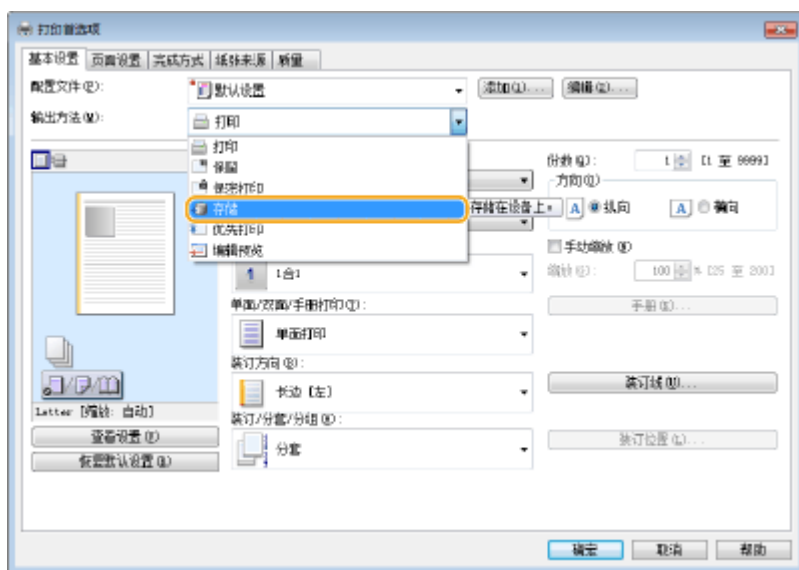 打印首选项
基本设置 页面设置 完成方式 纸张来源 质量
配置文件(F): 默认设置 添加(1)... 编辑(2)...
输出方法(M): 打印
打印
保留
保密打印
存储
优先打印
编辑预览
份数(Q): 1 [1 至 9999]
方向(O)
存储在设备上。 A 纵向 A 横向
手动缩放(N)
缩放(G): 100 % [25 至 200]
1 1合1
单面/双面/手册打印(T):
手册(K)...
单面打印
装订方向(B):
长边 [左]
装订线(U)...
Letter [缩放: 自动]
装订/分套/分组(E):
查看设置(V)
分套
装订位置(L)...
恢复默认设置(R)
确定 取消 帮助